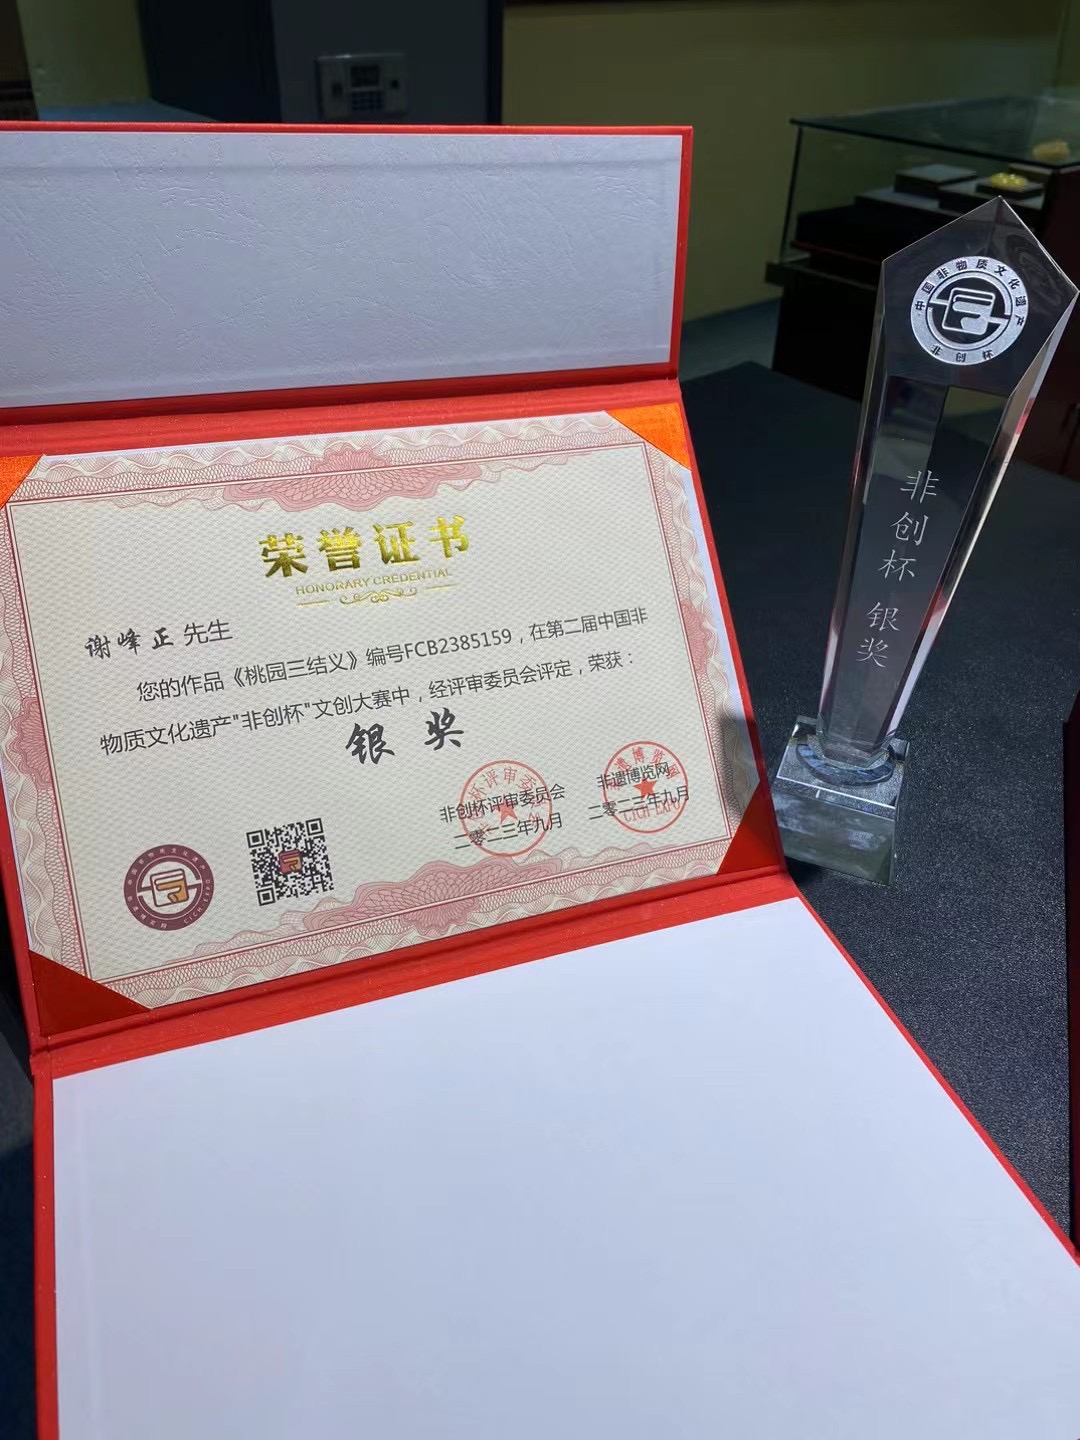 荣誉证书
HONORARY CREDENTIAL
谢峰正 先生
您的作品《桃园三结义》编号FCB2385159，在第二届中国非
物质文化遗产"非创杯"文创大赛中，经评审委员会评定，荣获：
银奖
非创杯评审委员会
二零二三年九月
非遗博览网
二零二三年九月
CICH EXPO
中国非物质文化遗产
非创杯
非创杯 银奖